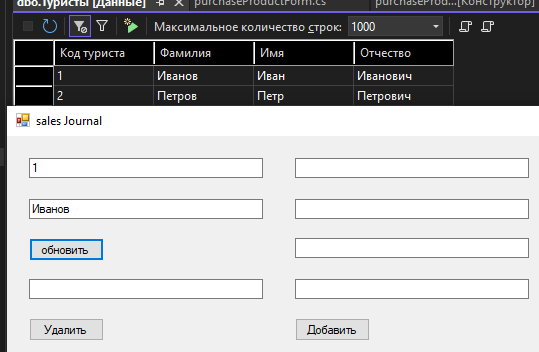 dbo.Туристы [Данные]
purchaseProductForm.cs
purchaseProd...[Конструктор]
Максимальное количество строк: 1000
Код туриста Фамилия Имя Отчество
1 Иванов Иван Иванович
2 Петров Петр Петрович
sales Journal
1
Иванов
обновить
Удалить Добавить